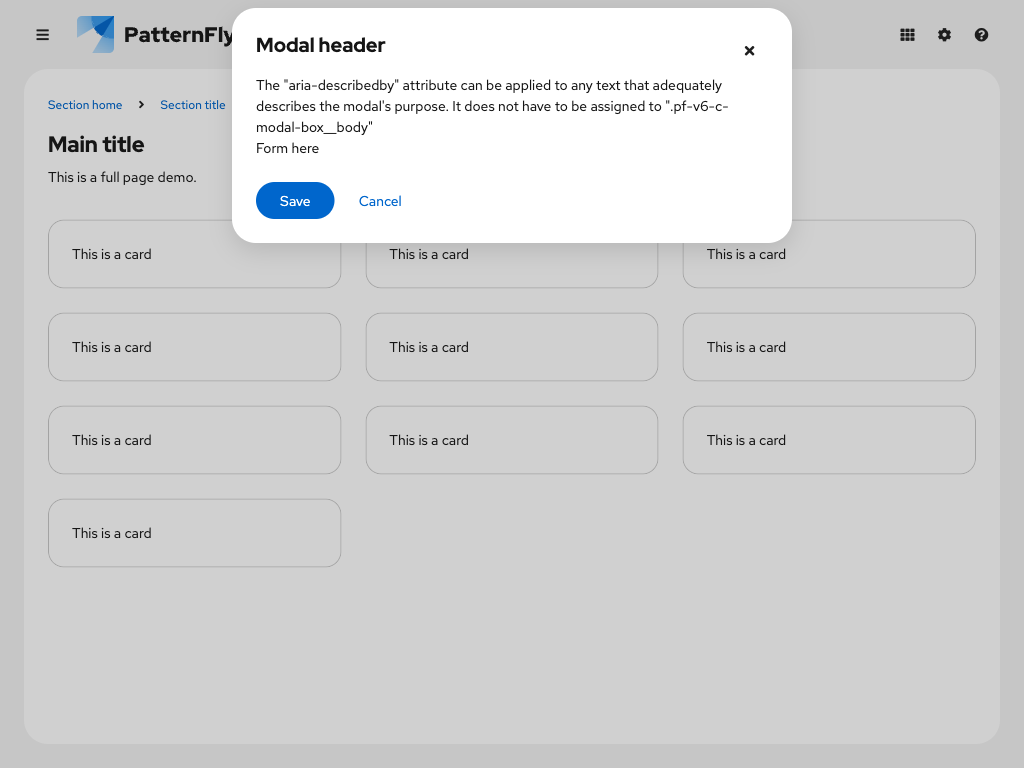 PatternFly
Modal header
The "aria-describedby" attribute can be applied to any text that adequately
describes the modal's purpose. It does not have to be assigned to ".pf-v6-c-
modal-box__body"
Form here
Save Cancel
Section home Section title
Main title
This is a full page demo.
This is a card This is a card This is a card
This is a card This is a card This is a card
This is a card This is a card This is a card
This is a card